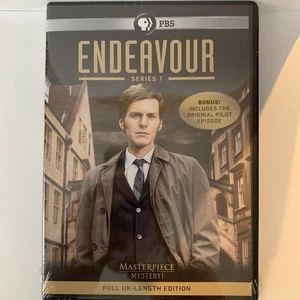 PBS
ENDEAVOUR
SERIES 1
BONUS!
INCLUDES THE
ORIGINAL PILOT
EPISODE
MASTERPIECE
MYSTERY!
FULL UK-LENGTH EDITION